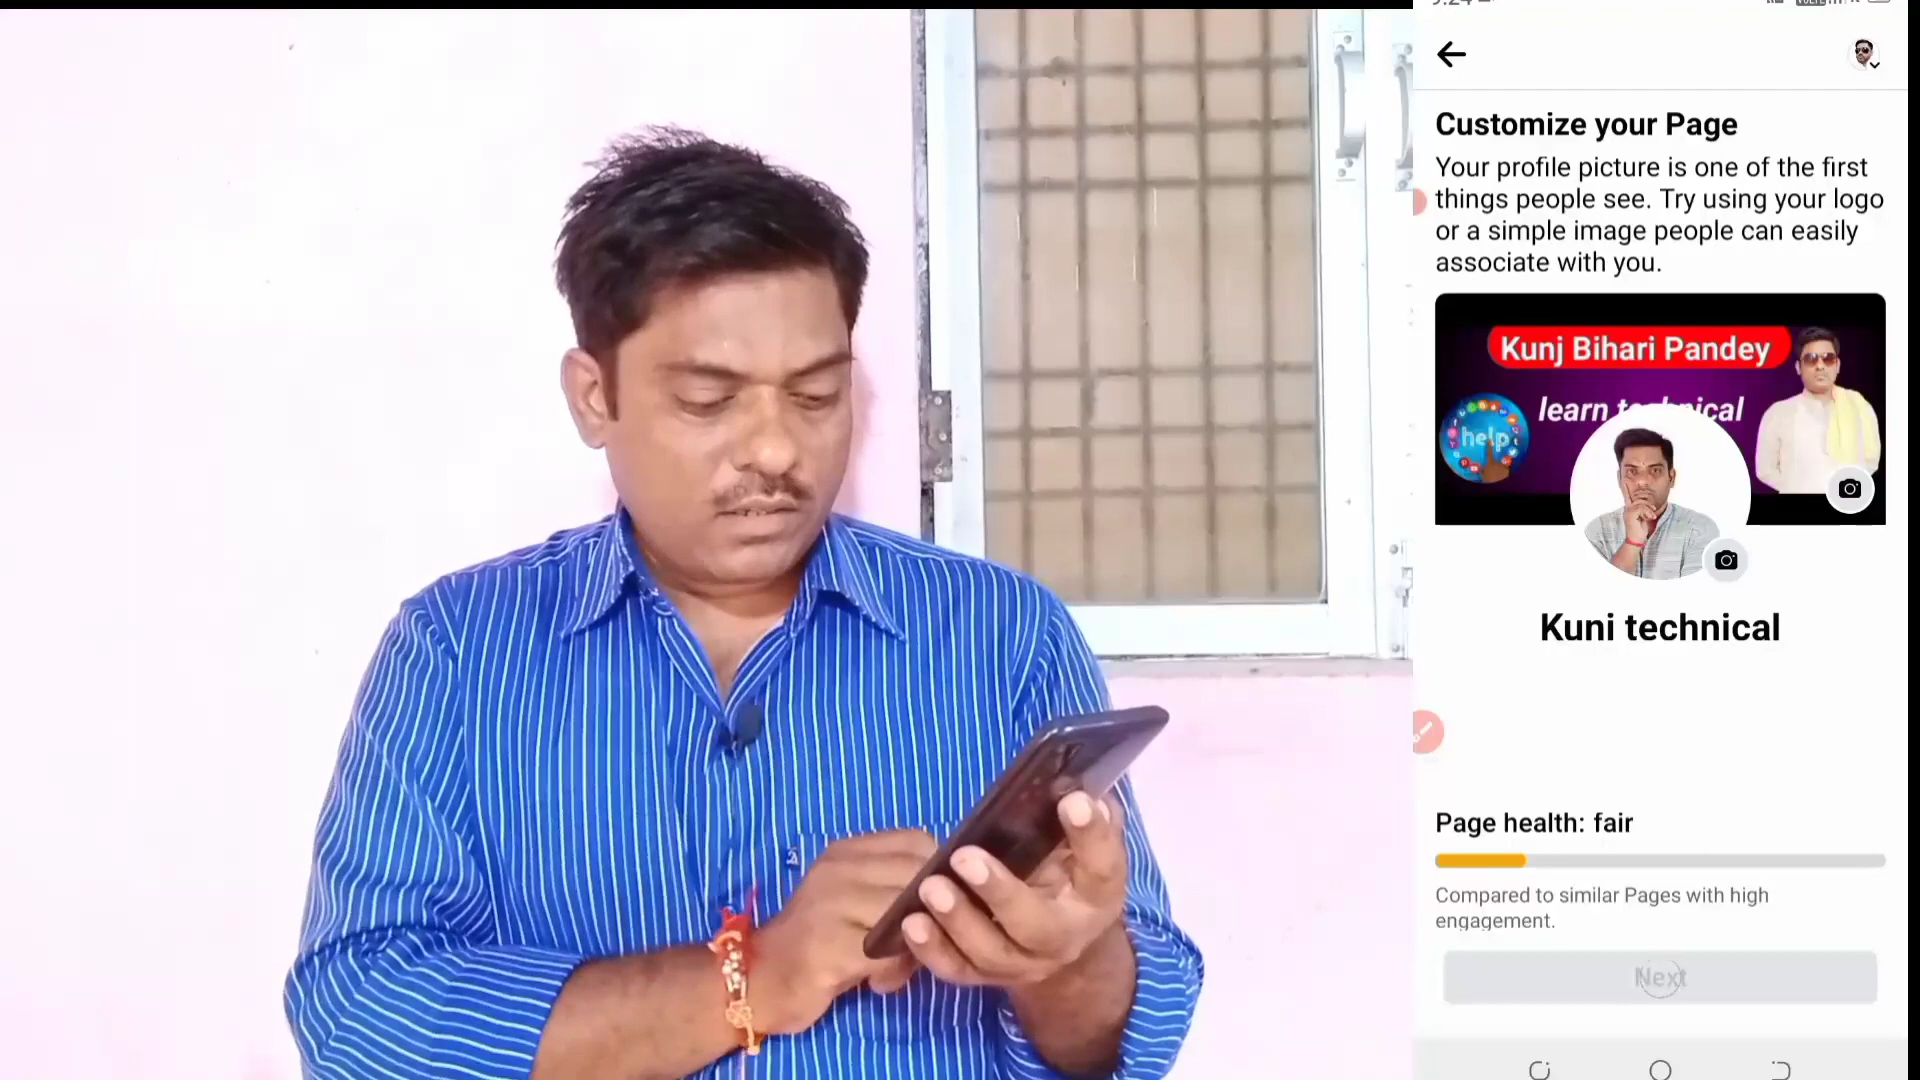 Customize your Page
Your profile picture is one of the first
things people see. Try using your logo
or a simple image people can easily
associate with you.
Kunj Bihari Pandey
learn technical
help
Kuni technical
Page health: fair
Compared to similar Pages with high
engagement.
Next